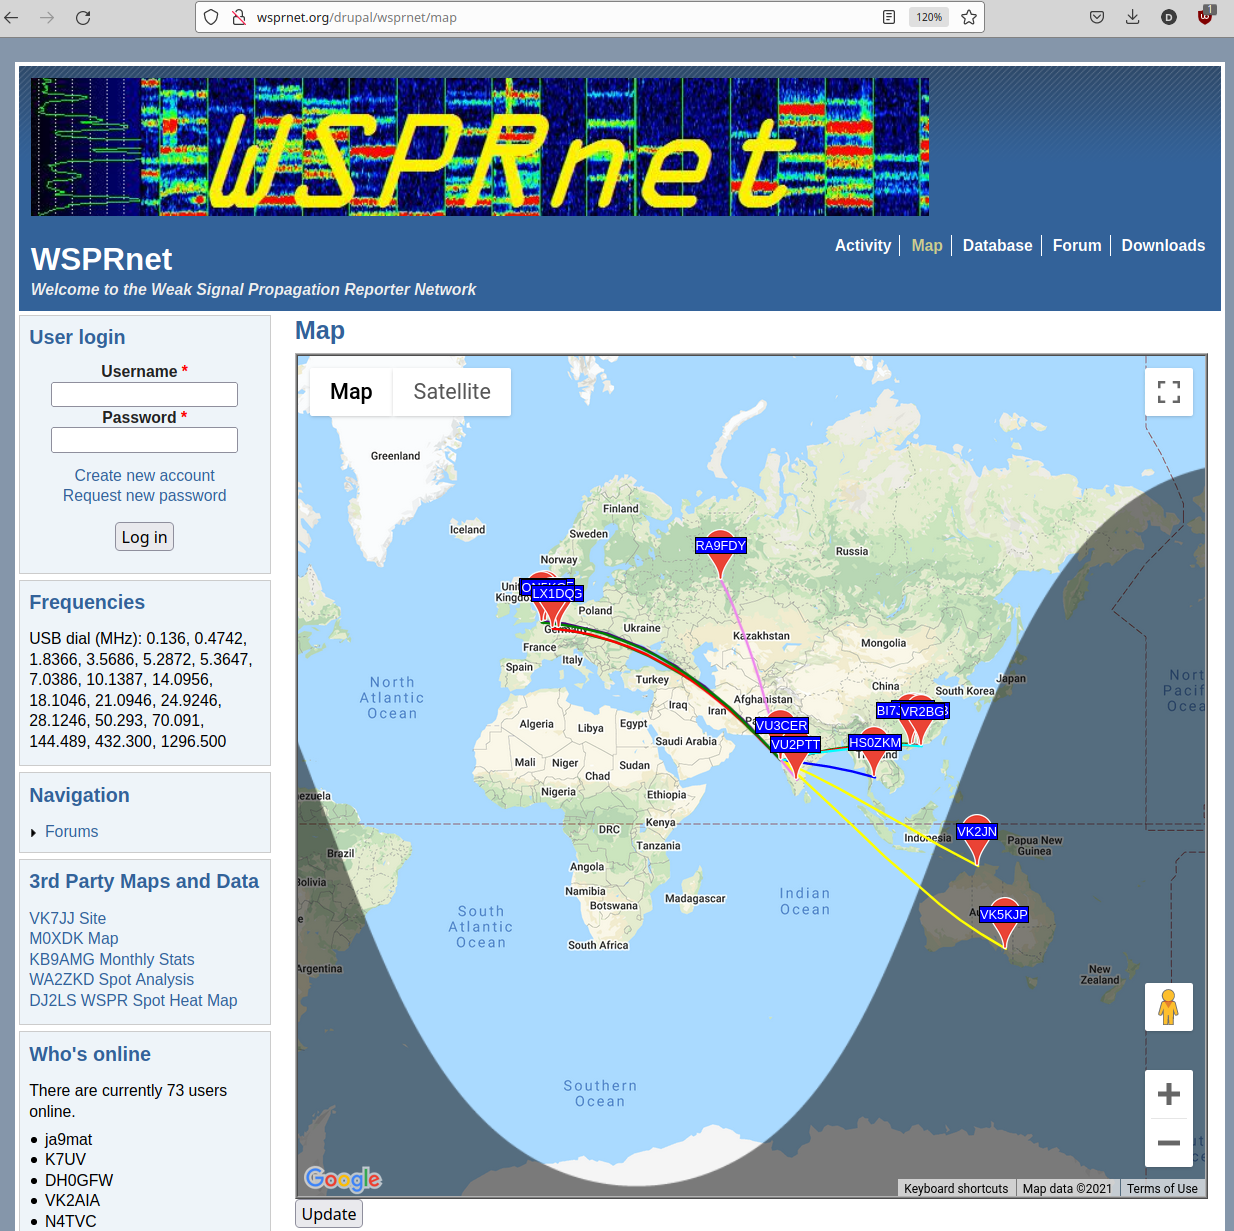 wsprnet.org/drupal/wsprnet/map
120%
D
1
WSPRnet
WSPRnet
Welcome to the Weak Signal Propagation Reporter Network
Activity
Map
Database
Forum
Downloads
User login
Username *
Password *
Create new account
Request new password
Log in
Frequencies
USB dial (MHz): 0.136, 0.4742,
1.8366, 3.5686, 5.2872, 5.3647,
7.0386, 10.1387, 14.0956,
18.1046, 21.0946, 24.9246,
28.1246, 50.293, 70.091,
144.489, 432.300, 1296.500
Navigation
Forums
3rd Party Maps and Data
VK7JJ Site
M0XDK Map
KB9AMG Monthly Stats
WA2ZKD Spot Analysis
DJ2LS WSPR Spot Heat Map
Who's online
There are currently 73 users
online.
ja9mat
K7UV
DH0GFW
VK2AIA
N4TVC
Map
Map
Satellite
Greenland
Iceland
Finland
Sweden
Norway
Russia
RA9FDY
LX1DQ
Poland
Ukraine
France
Italy
Spain
Turkey
Kazakhstan
Mongolia
China
Japan
South Korea
North
Atlantic
Ocean
Afghanistan
Iraq
Iran
Algeria
Libya
Egypt
Saudi Arabia
VU3CER
VU2PTT
VR2BG
HS0ZKM
Mali
Niger
Sudan
Chad
Nigeria
Ethiopia
DRC
Kenya
Tanzania
Indonesia
VK2JN
Papua New
Guinea
Brazil
Angola
Namibia
Botswana
Madagascar
South Africa
Indian
Ocean
South
Atlantic
Ocean
VK5KJP
New
Zealand
Argentina
Southern
Ocean
Google
Keyboard shortcuts
Map data ©2021
Terms of Use
Update